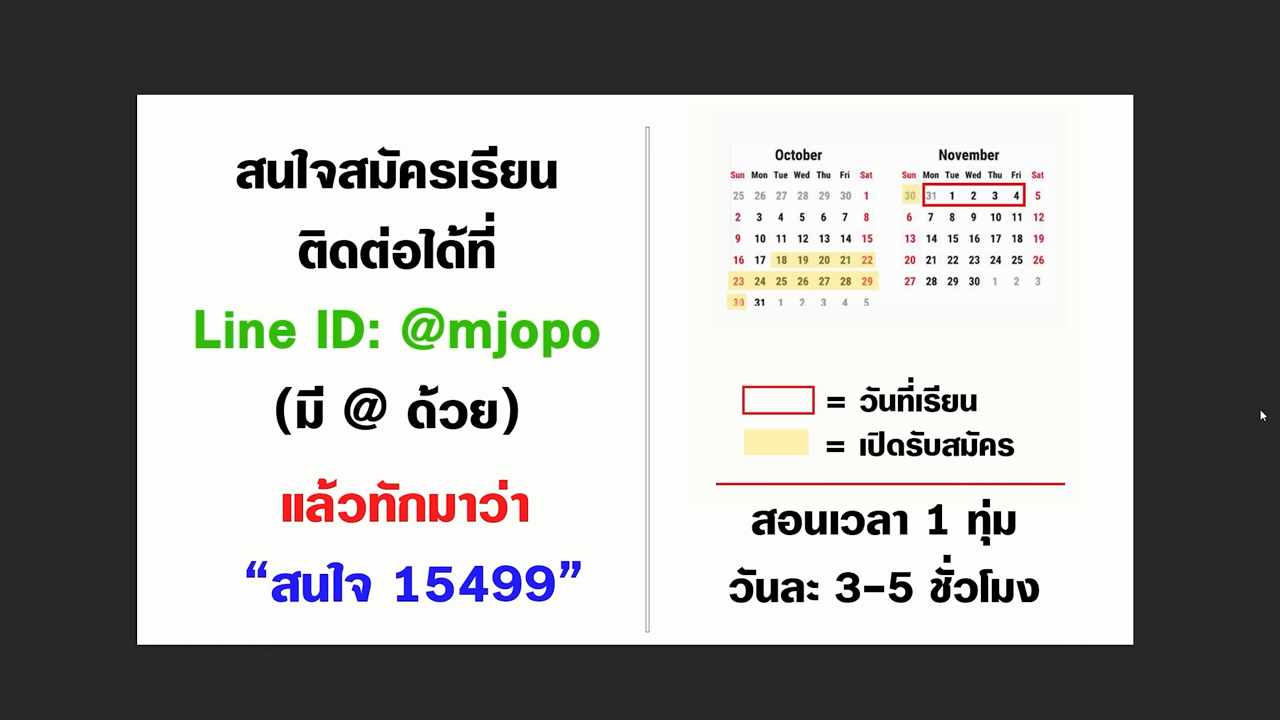 สนใจสมัครเรียน
ติดต่อได้ที่
Line ID: @mjopo
(มี @ ด้วย)
แล้วทักมาว่า
“สนใจ 15499”
October
Sun Mon Tue Wed Thu Fri Sat
25 26 27 28 29 30 1
2 3 4 5 6 7 8
9 10 11 12 13 14 15
16 17 18 19 20 21 22
23 24 25 26 27 28 29
30 31 1 2 3 4 5
November
Sun Mon Tue Wed Thu Fri Sat
30 31 1 2 3 4 5
6 7 8 9 10 11 12
13 14 15 16 17 18 19
20 21 22 23 24 25 26
27 28 29 30 1 2 3
= วันที่เรียน
= เปิดรับสมัคร
สอนเวลา 1 ทุ่ม
วันละ 3-5 ชั่วโมง